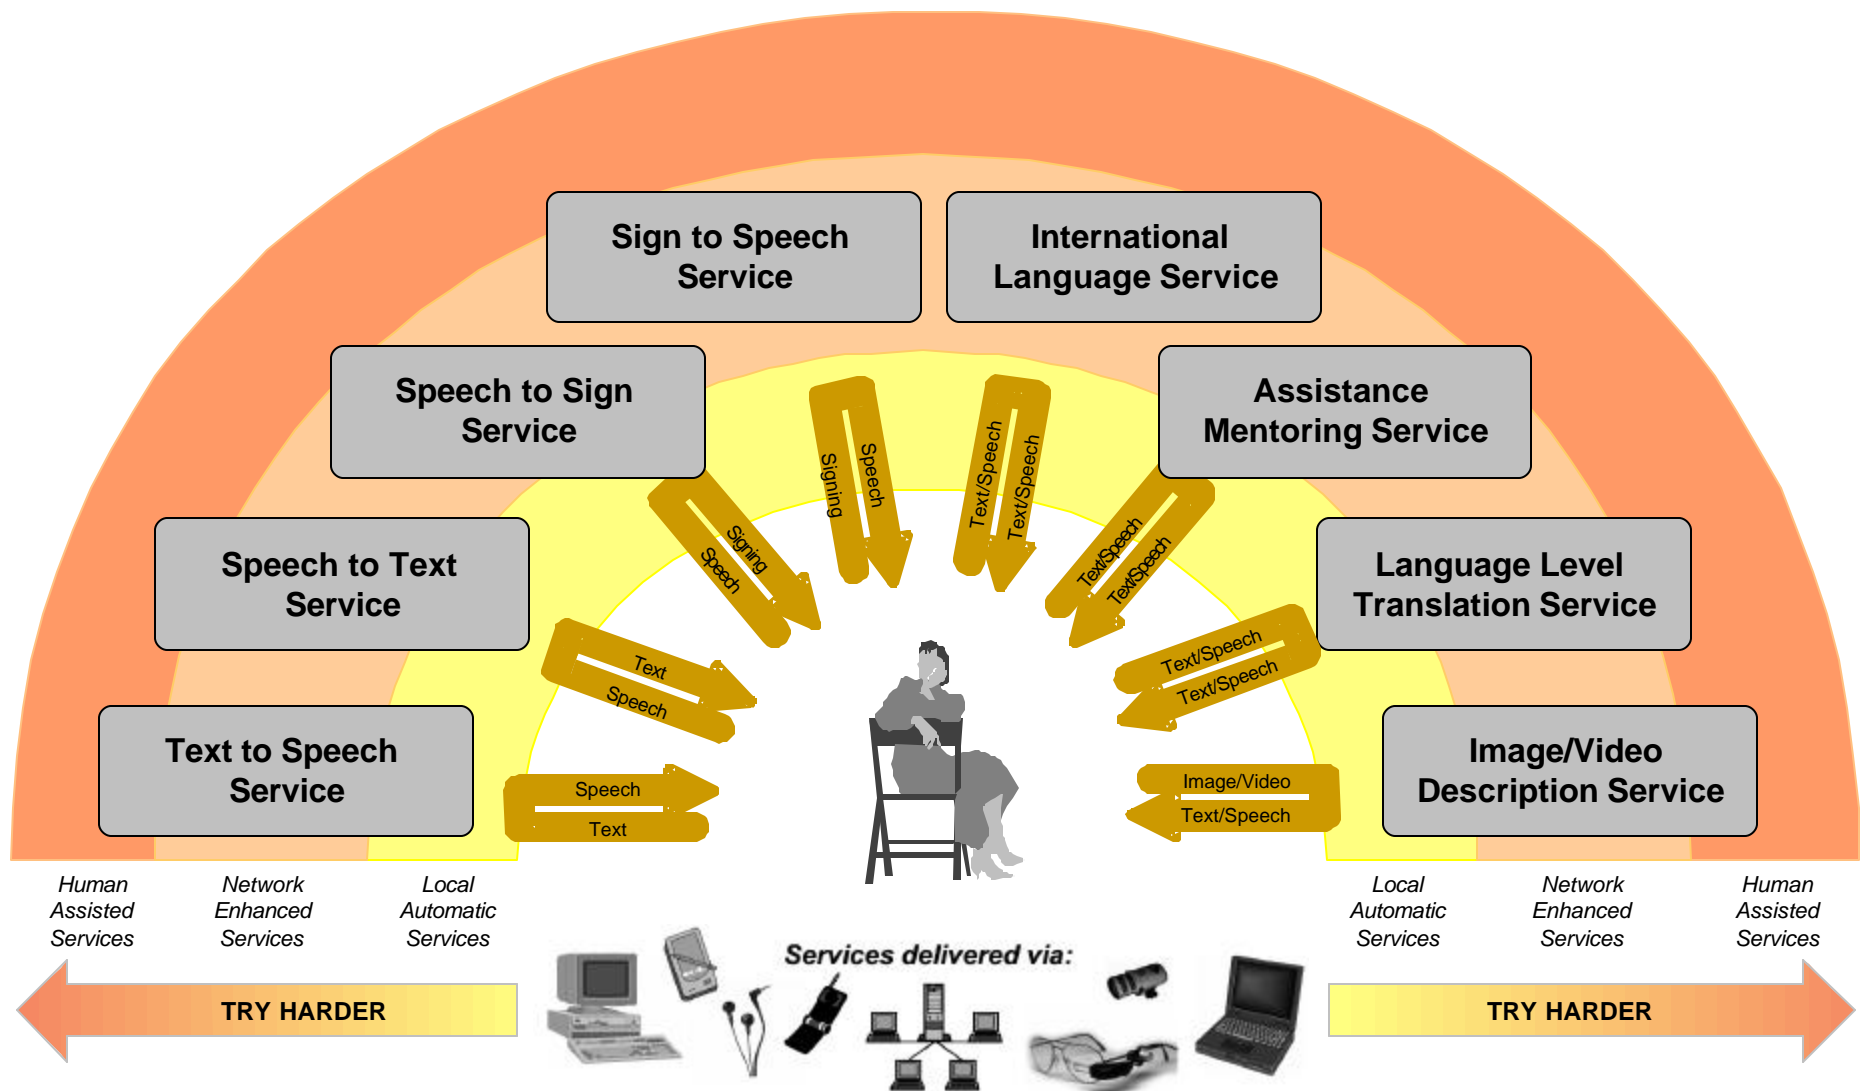 Sign to Speech
Service
International
Language Service
Speech to Sign
Service
Assistance
Mentoring Service
Speech to Text
Service
Language Level
Translation Service
Text to Speech
Service
Image/Video
Description Service
Signing
Speech
Text/Speech
Text/Speech
Signing
Speech
Text/Speech
Text/Speech
Text
Speech
Text/Speech
Text/Speech
Speech
Text
Image/Video
Text/Speech
Human
Assisted
Services
Network
Enhanced
Services
Local
Automatic
Services
Local
Automatic
Services
Network
Enhanced
Services
Human
Assisted
Services
Services delivered via:
TRY HARDER
TRY HARDER